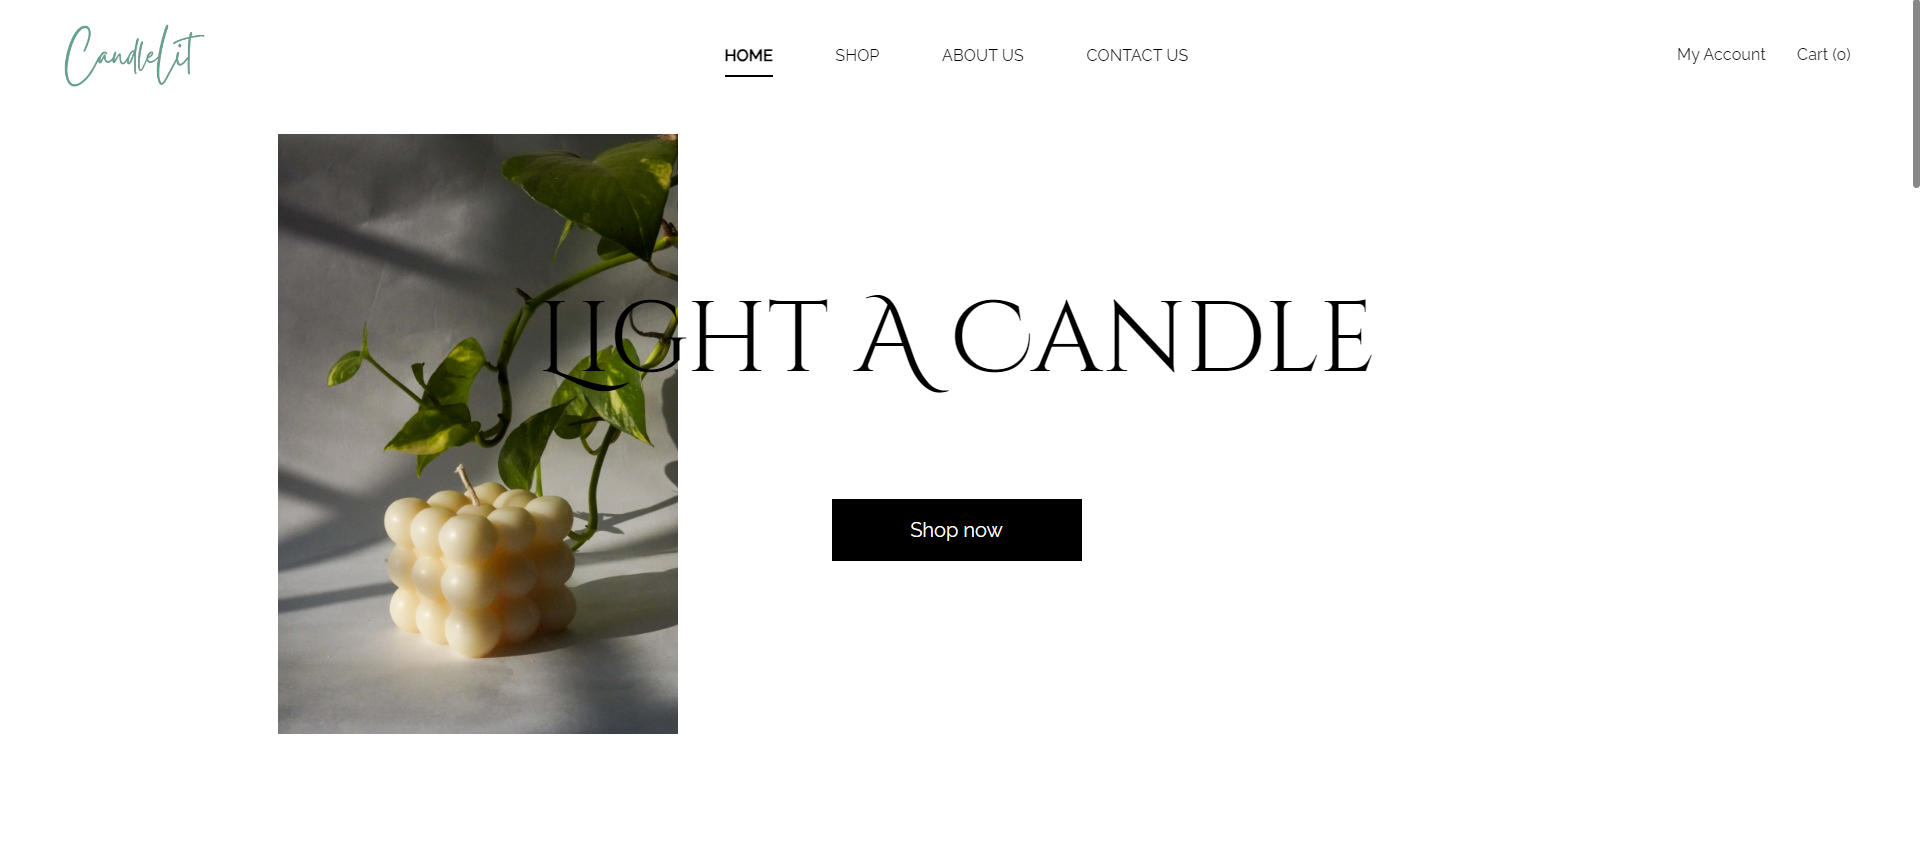 CandleLit
HOME SHOP ABOUT US CONTACT US
My Account Cart (0)
LIGHT A CANDLE
Shop now